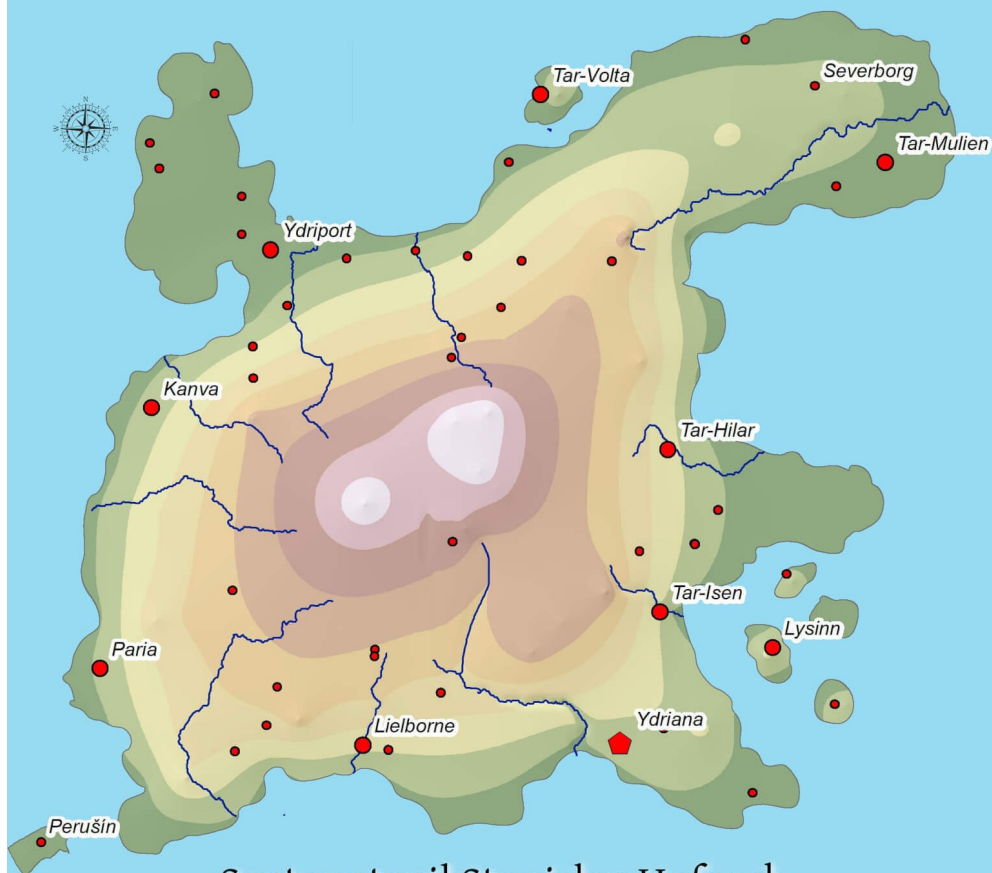 Tar-Volta
Severborg
N
W E
S
Tar-Mulien
Ydriport
Kanva
Tar-Hilar
Tar-Isen
Lysinn
Paria
Ydriana
Lielborne
Perušín